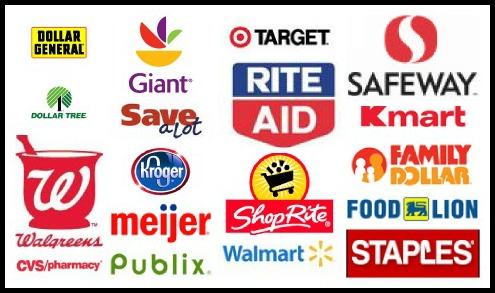 DOLLAR
GENERAL
DOLLAR TREE
W
Walgreens
CVS/pharmacy
Giant
Save
a lot
Kroger
meijer
Publix
TARGET
RITE
AID
ShopRite
Walmart
SAFEWAY
Kmart
FAMILY
DOLLAR
FOOD LION
STAPLES